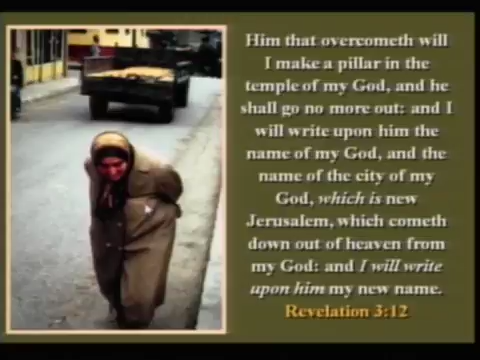 Him that overcometh will
I make a pillar in the
temple of my God, and he
shall go no more out: and I
will write upon him the
name of my God, and the
name of the city of my
God, which is new
Jerusalem, which cometh
down out of heaven from
my God: and I will write
upon him my new name.
Revelation 3:12